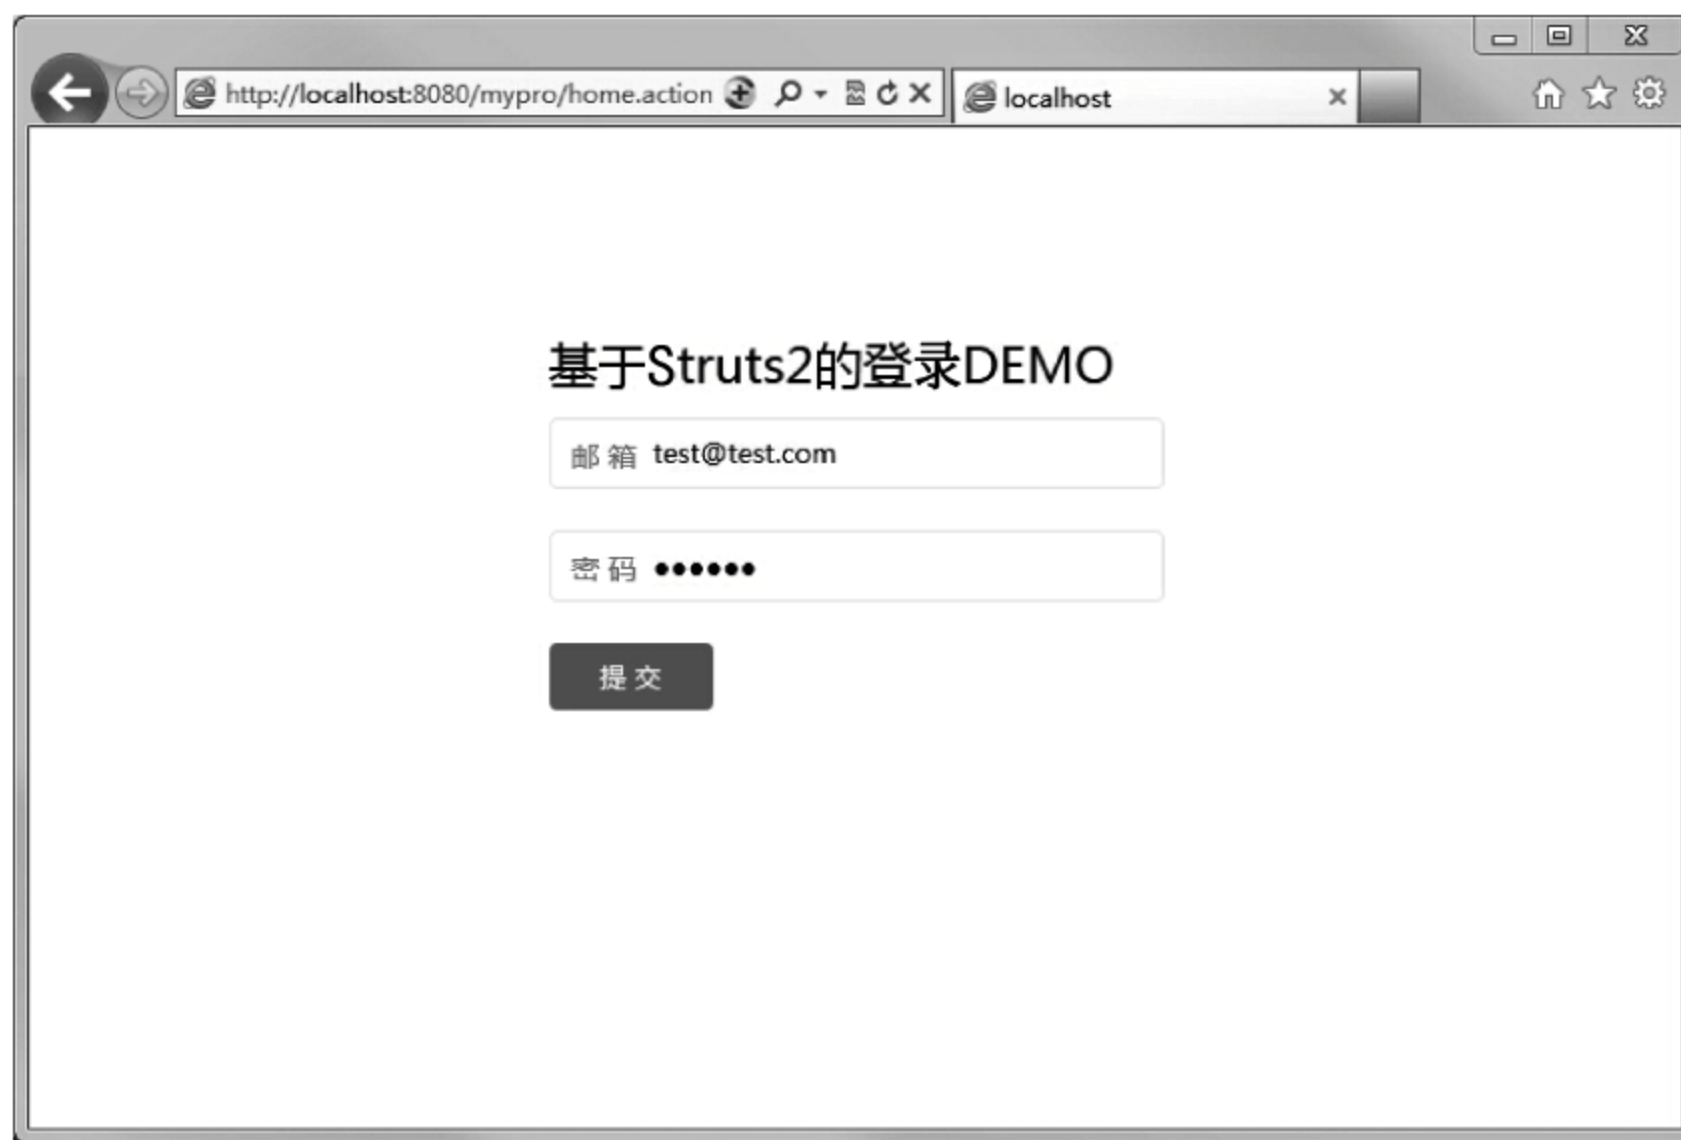 http://localhost:8080/mypro/home.action
localhost
基于Struts2的登录DEMO
邮 箱 test@test.com
密 码 ••••••
提 交